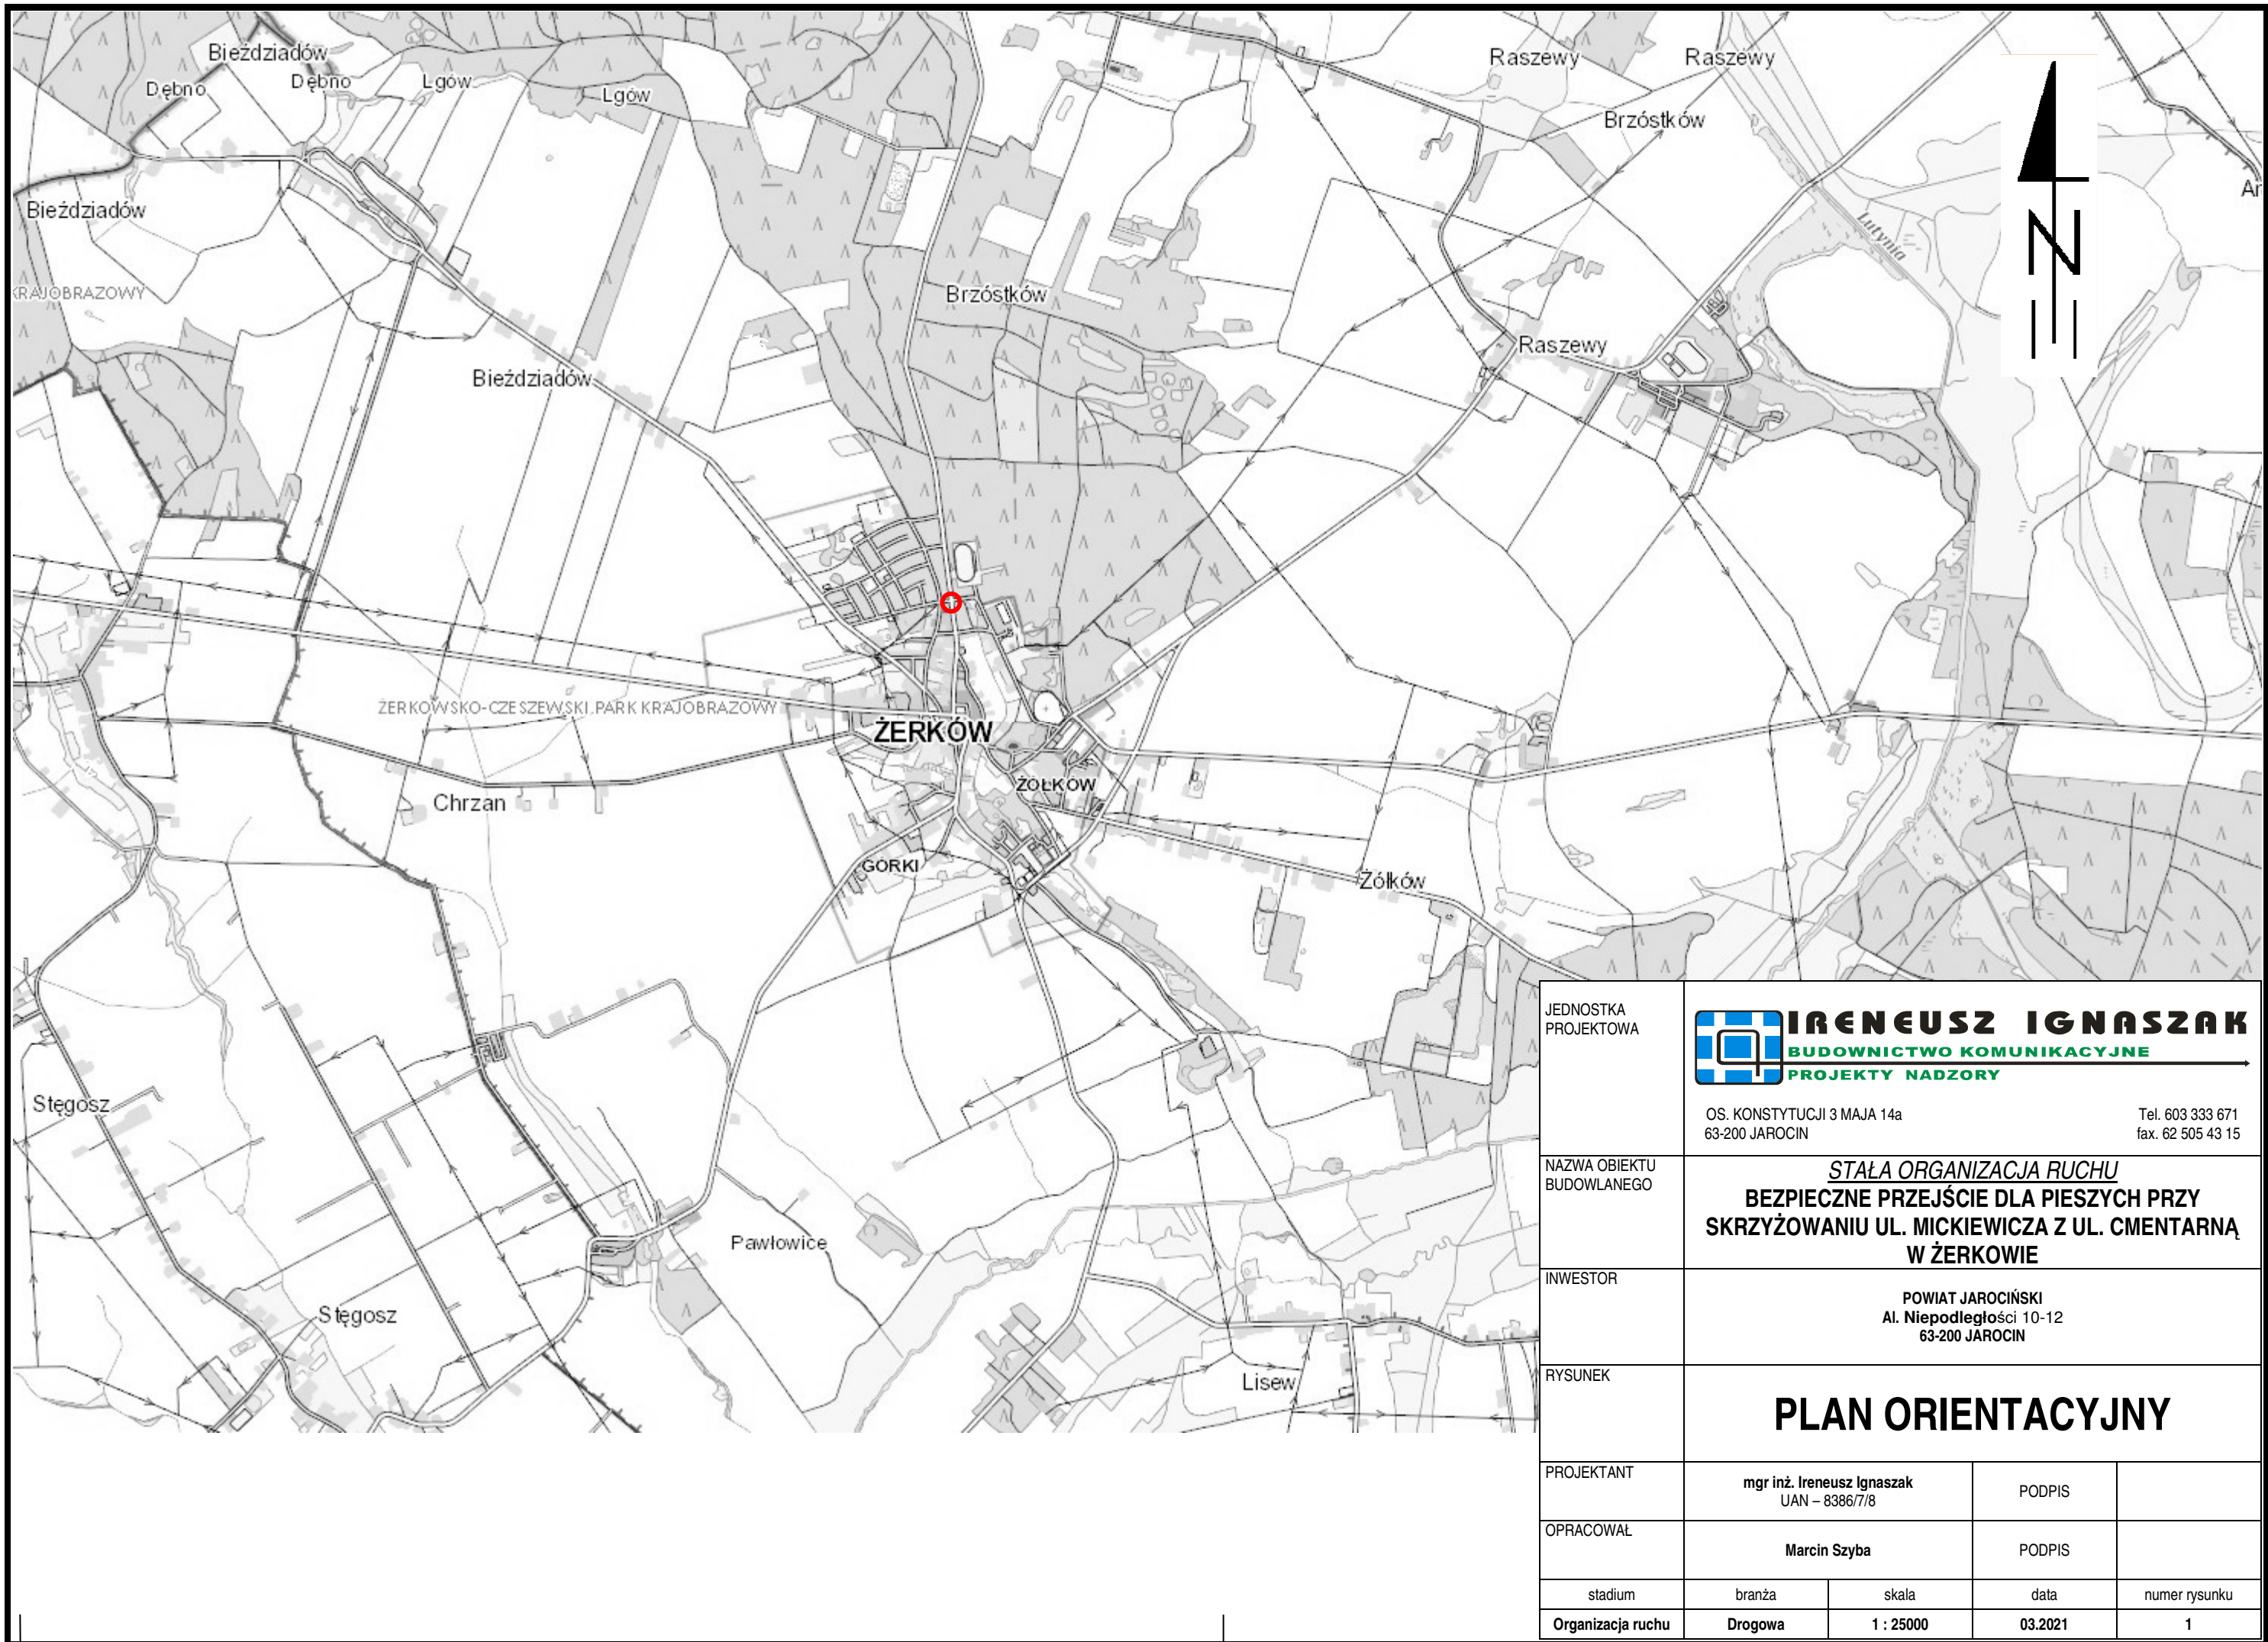 Bieździadów
Dębno
Dębno
Lgów
Lgów
Raszewy
Raszewy
Brzóstków
Bieździadów
Lutynia
N
KRAJOBRAZOWY
Brzóstków
Raszewy
Bieździadów
ŻERKOWSKO-CZESZEWSKI PARK KRAJOBRAZOWY
ŻERKÓW
ŻÓŁKÓW
Chrzan
GÓRKI
Żółków
Stęgosz
Pawłowice
Stęgosz
Lisew
JEDNOSTKA
PROJEKTOWA
IRENEUSZ IGNASZAK
BUDOWNICTWO KOMUNIKACYJNE
PROJEKTY NADZORY
OS. KONSTYTUCJI 3 MAJA 14a
63-200 JAROCIN
Tel. 603 333 671
fax. 62 505 43 15
NAZWA OBIEKTU
BUDOWLANEGO
STAŁA ORGANIZACJA RUCHU
BEZPIECZNE PRZEJŚCIE DLA PIESZYCH PRZY
SKRZYŻOWANIU UL. MICKIEWICZA Z UL. CMENTARNĄ
W ŻERKOWIE
INWESTOR
POWIAT JAROCIŃSKI
Al. Niepodległości 10-12
63-200 JAROCIN
RYSUNEK
PLAN ORIENTACYJNY
PROJEKTANT
mgr inż. Ireneusz Ignaszak
UAN – 8386/7/8
PODPIS
OPRACOWAŁ
Marcin Szyba
PODPIS
stadium branża skala data numer rysunku
Organizacja ruchu Drogowa 1 : 25000 03.2021 1